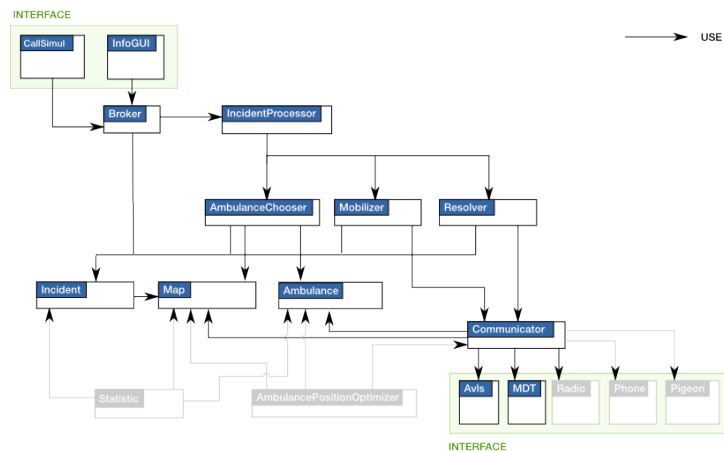 INTERFACE
USE
CallSimul
InfoGUI
Broker
IncidentProcessor
AmbulanceChooser
Mobilizer
Resolver
Incident
Map
Ambulance
Communicator
Statistic
AmbulancePositionOptimizer
Avls
MDT
Radio
Phone
Pigeon
INTERFACE